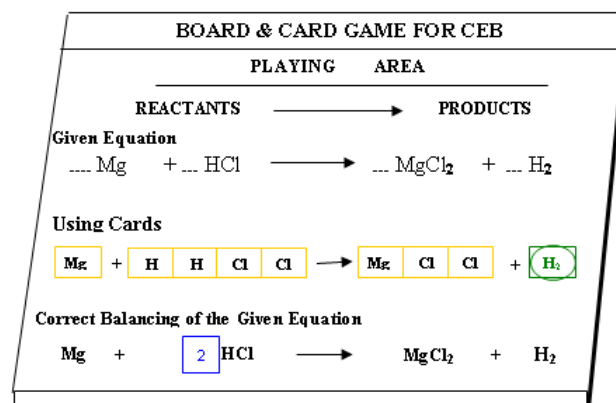 BOARD & CARD GAME FOR CEB
PLAYING AREA
REACTANTS ⟶ PRODUCTS
Given Equation
.... Mg + ... HCl ⟶ ... MgCl₂ + ... H₂
Using Cards
Mg + H H Cl Cl ⟶ Mg Cl Cl + H₂
Correct Balancing of the Given Equation
Mg + 2 HCl ⟶ MgCl₂ + H₂